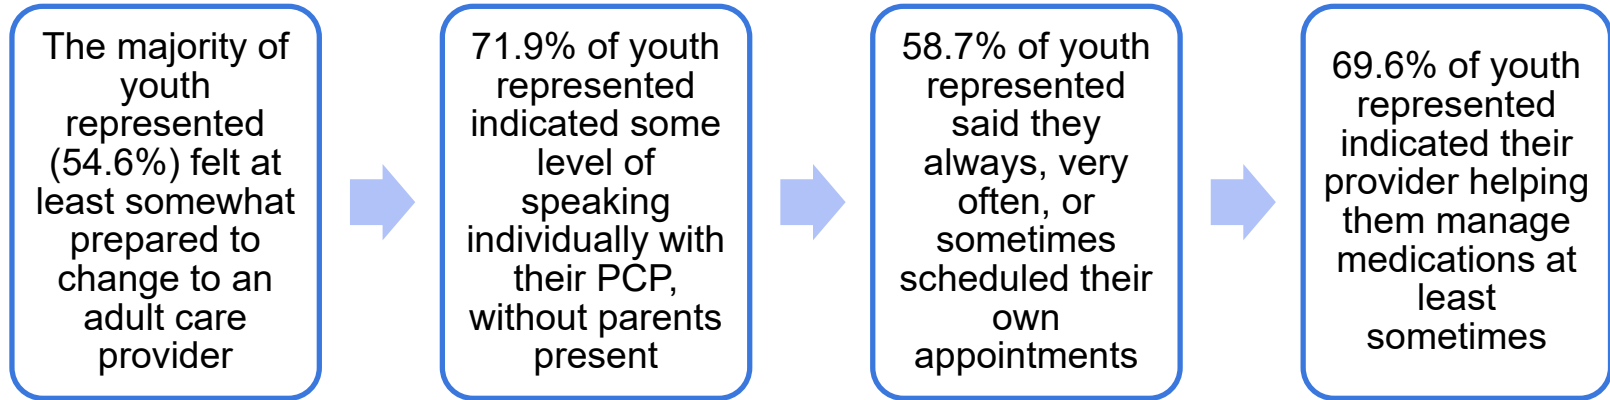 The majority of
youth
represented
(54.6%) felt at
least somewhat
prepared to
change to an
adult care
provider
71.9% of youth
represented
indicated some
level of
speaking
individually with
their PCP,
without parents
present
58.7% of youth
represented
said they
always, very
often, or
sometimes
scheduled their
own
appointments
69.6% of youth
represented
indicated their
provider helping
them manage
medications at
least
sometimes